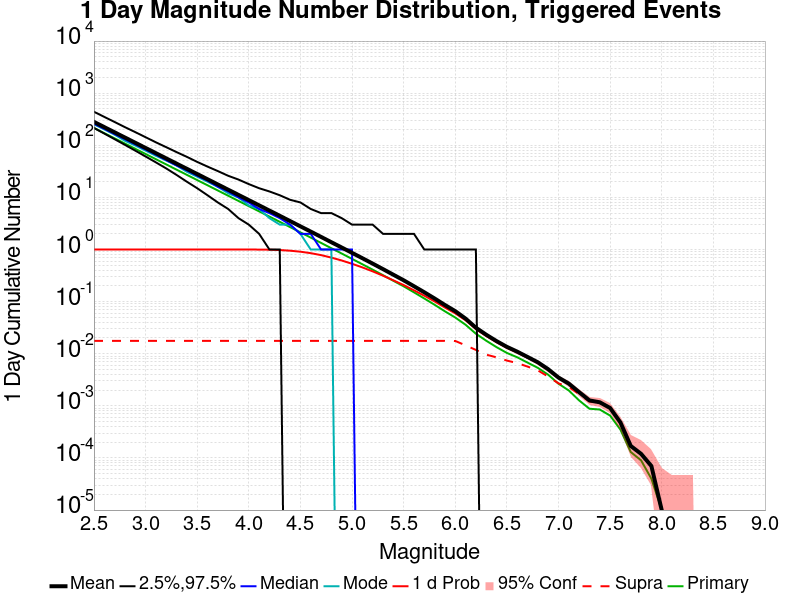 1 Day Magnitude Number Distribution, Triggered Events
1 Day Cumulative Number
10^4
10^3
10^2
10^1
10^0
10^-1
10^-2
10^-3
10^-4
10^-5
2.5 3.0 3.5 4.0 4.5 5.0 5.5 6.0 6.5 7.0 7.5 8.0 8.5 9.0
Magnitude
Mean 2.5%,97.5% Median Mode 1 d Prob 95% Conf Supra Primary